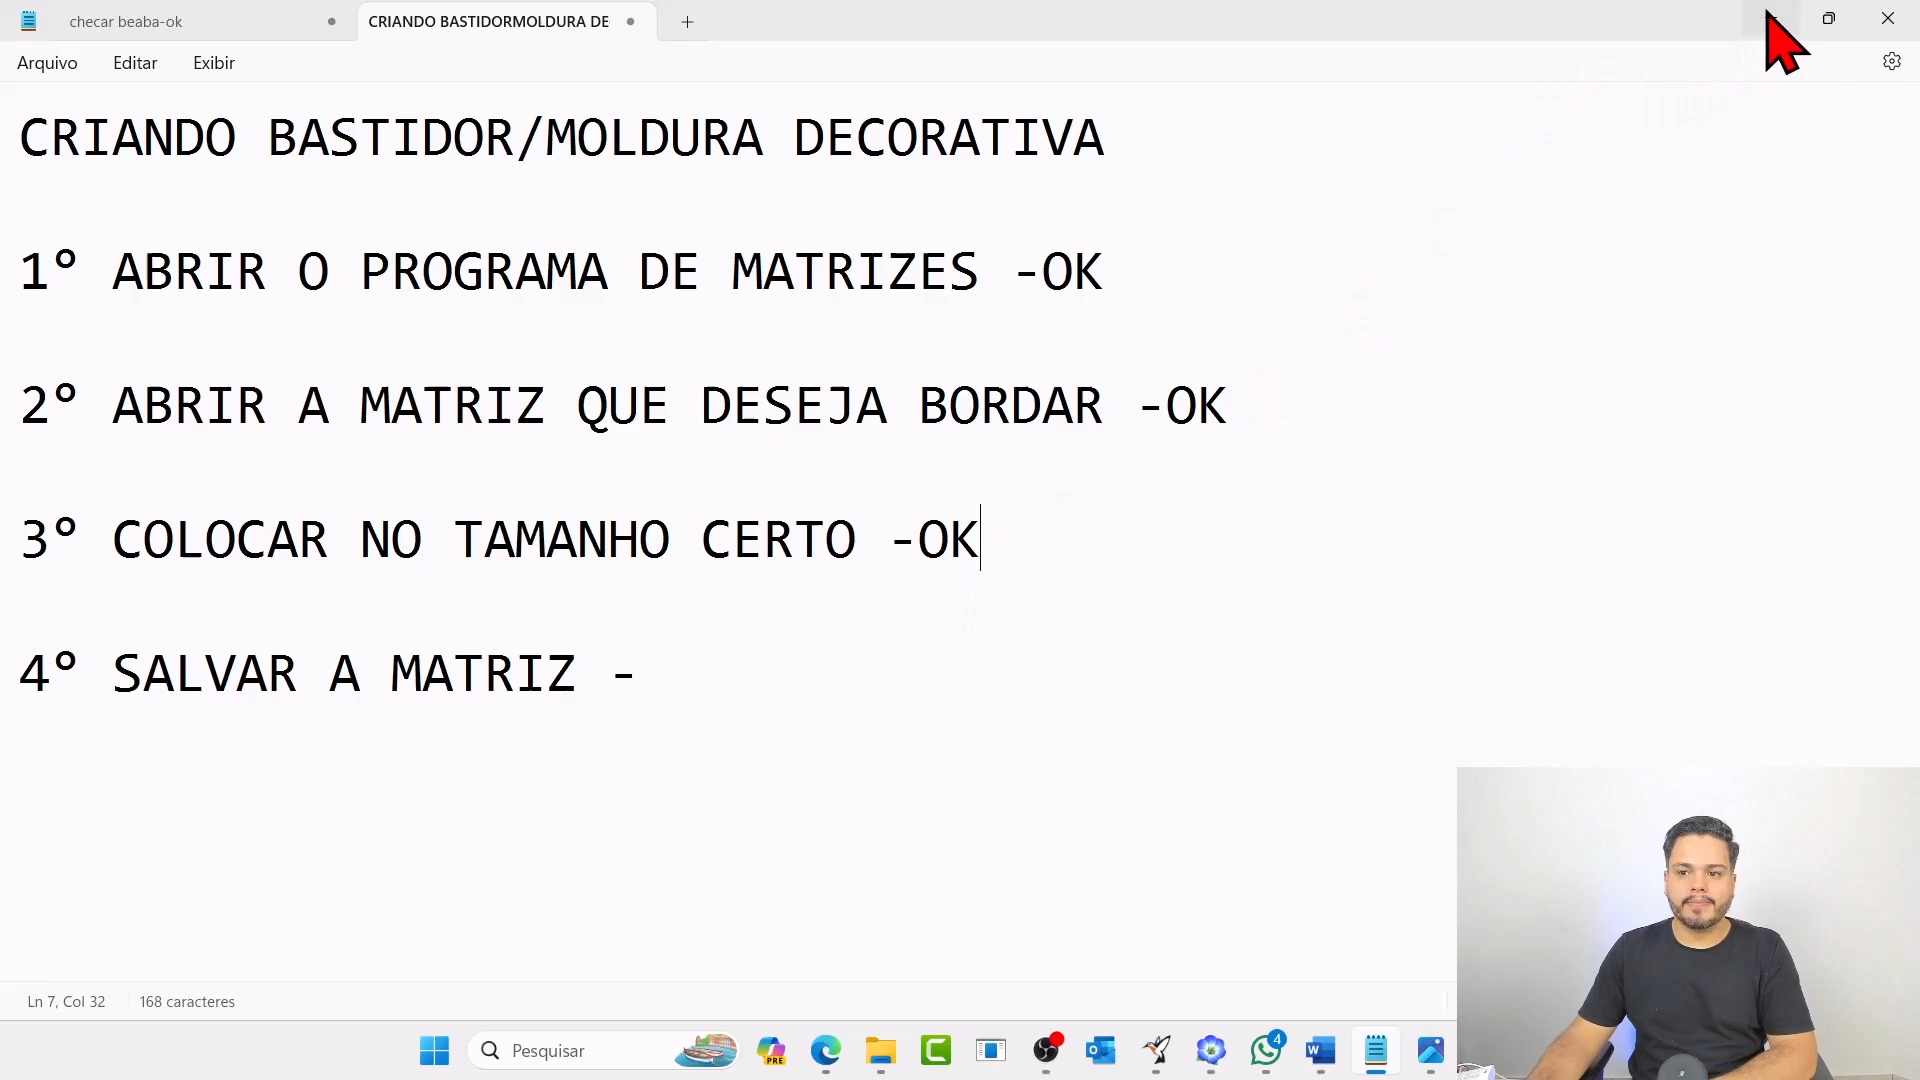 checar beaba-ok
CRIANDO BASTIDORMOLDURA DE
Arquivo Editar Exibir
CRIANDO BASTIDOR/MOLDURA DECORATIVA
1° ABRIR O PROGRAMA DE MATRIZES -OK
2° ABRIR A MATRIZ QUE DESEJA BORDAR -OK
3° COLOCAR NO TAMANHO CERTO -OK
4° SALVAR A MATRIZ -
Ln 7, Col 32 168 caracteres
Pesquisar
PRE
4